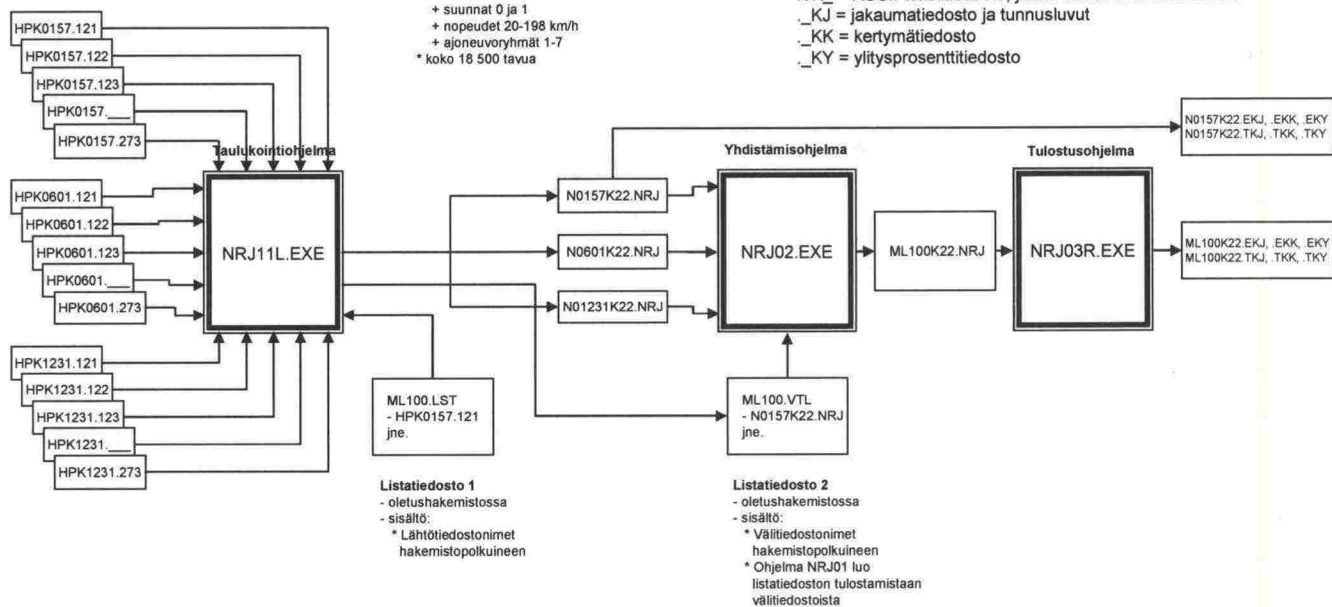 + suunnat 0 ja 1
+ nopeudet 20-198 km/h
+ ajoneuvoryhmät 1-7
* koko 18 500 tavua
._KJ = jakaumatiedosto ja tunnusluvut
._KK = kertymätiedosto
._KY = ylitysprosenttitiedosto
HPK0157.121
HPK0157.122
HPK0157.123
HPK0157.___
HPK0157.273
Taulukointiohjelma
HPK0601.121
HPK0601.122
HPK0601.123
HPK0601.___
HPK0601.273
NRJ11L.EXE
HPK1231.121
HPK1231.122
HPK1231.123
HPK1231.___
HPK1231.273
N0157K22.NRJ
N0601K22.NRJ
N01231K22.NRJ
Yhdistämisohjelma
NRJ02.EXE
ML100K22.NRJ
Tulostusohjelma
NRJ03R.EXE
N0157K22.EKJ, .EKK, .EKY
N0157K22.TKJ, .TKK, .TKY
ML100K22.EKJ, .EKK, .EKY
ML100K22.TKJ, .TKK, .TKY
ML100.LST
- HPK0157.121
jne.
Listatiedosto 1
- oletushakemistossa
- sisältö:
* Lähtötiedostonimet
hakemistopolkuineen
ML100.VTL
- N0157K22.NRJ
jne.
Listatiedosto 2
- oletushakemistossa
- sisältö:
* Välitiedostonimet
hakemistopolkuineen
* Ohjelma NRJ01 luo
listatiedoston tulostamistaan
välitiedostoista